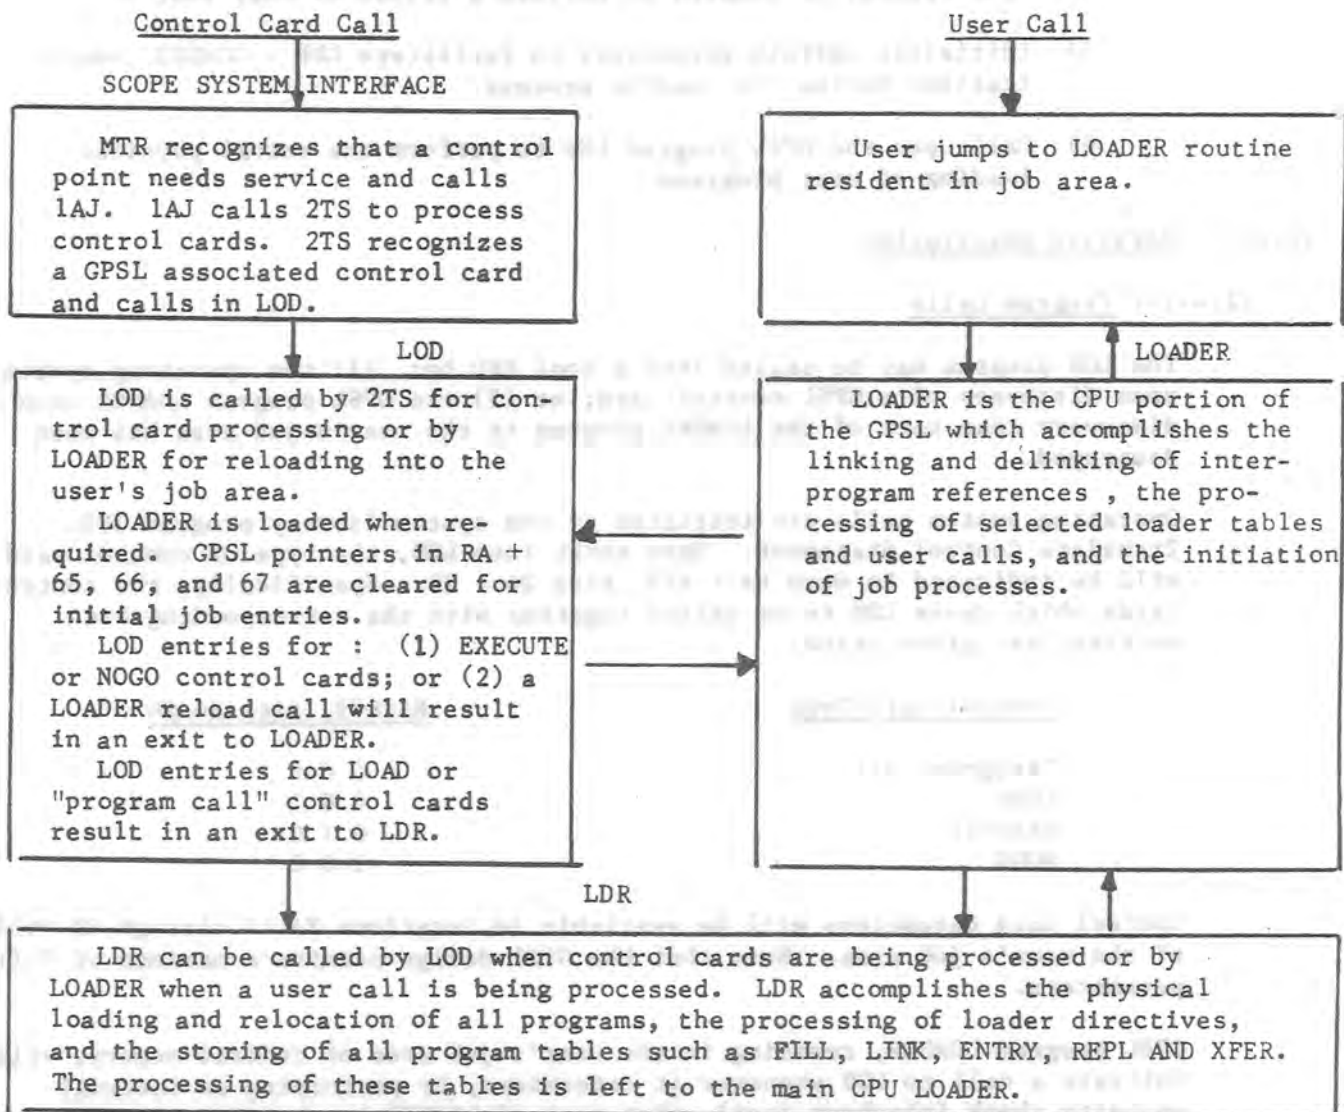 Control Card Call
User Call
SCOPE SYSTEM INTERFACE
MTR recognizes that a control
point needs service and calls
1AJ. 1AJ calls 2TS to process
control cards. 2TS recognizes
a GPSL associated control card
and calls in LOD.
User jumps to LOADER routine
resident in job area.
LOD
LOADER
LOD is called by 2TS for con-
trol card processing or by
LOADER for reloading into the
user's job area.
LOADER is loaded when re-
quired. GPSL pointers in RA +
65, 66, and 67 are cleared for
initial job entries.
LOD entries for : (1) EXECUTE
or NOGO control cards; or (2) a
LOADER reload call will result
in an exit to LOADER.
LOD entries for LOAD or
"program call" control cards
result in an exit to LDR.
LOADER is the CPU portion of
the GPSL which accomplishes the
linking and delinking of inter-
program references , the pro-
cessing of selected loader tables
and user calls, and the initiation
of job processes.
LDR
LDR can be called by LOD when control cards are being processed or by
LOADER when a user call is being processed. LDR accomplishes the physical
loading and relocation of all programs, the processing of loader directives,
and the storing of all program tables such as FILL, LINK, ENTRY, REPL AND XFER.
The processing of these tables is left to the main CPU LOADER.